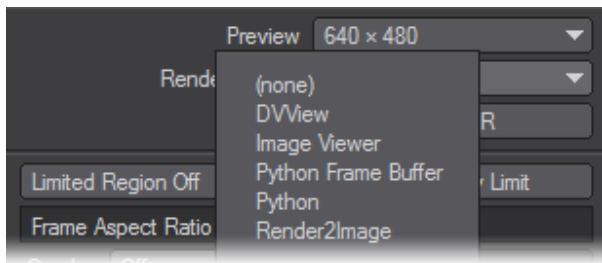 Preview 640 × 480
Rende
(none)
DVView
R
Image Viewer
Python Frame Buffer
Limited Region Off
Limit
Python
Frame Aspect Ratio
Render2Image